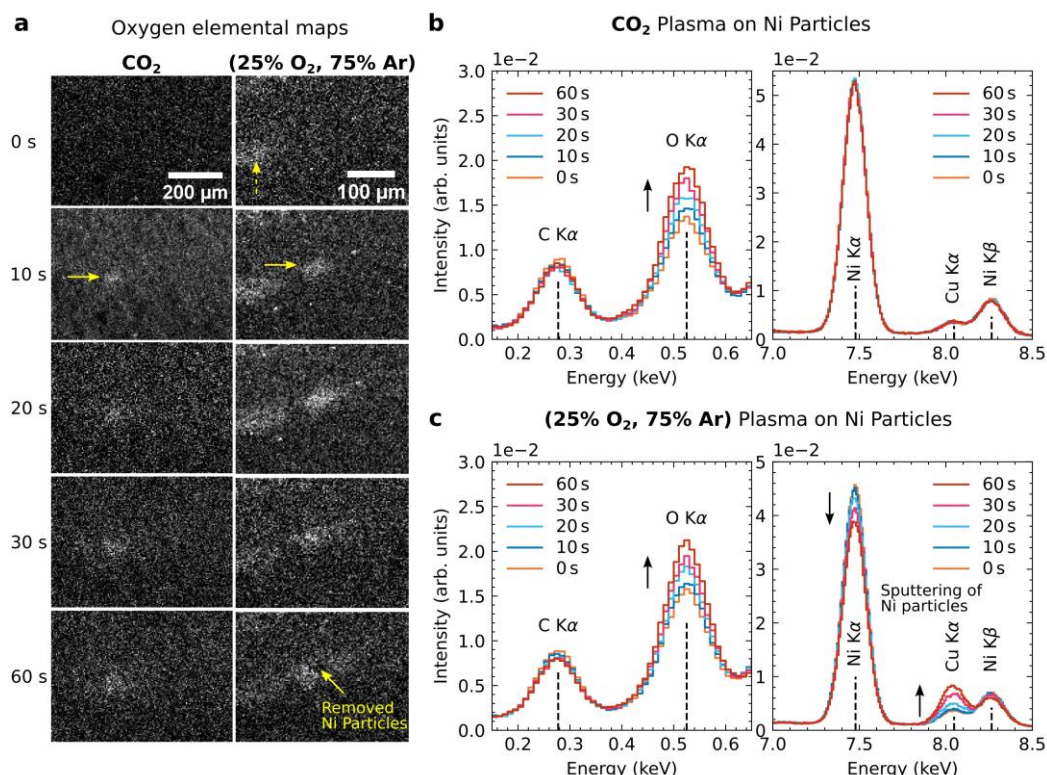 a
Oxygen elemental maps
CO₂
(25% O₂, 75% Ar)
0 s
200 μm
100 μm
10 s
20 s
30 s
60 s
Removed
Ni Particles
b
CO₂ Plasma on Ni Particles
1e−2
3.0
2.5
2.0
1.5
1.0
0.5
0.0
Intensity (arb. units)
60 s
30 s
20 s
10 s
0 s
O Kα
C Kα
0.2 0.3 0.4 0.5 0.6
Energy (keV)
1e−2
5
4
3
2
1
0
60 s
30 s
20 s
10 s
0 s
Ni Kα
Cu Kα
Ni Kβ
7.0 7.5 8.0 8.5
Energy (keV)
c
(25% O₂, 75% Ar) Plasma on Ni Particles
1e−2
3.0
2.5
2.0
1.5
1.0
0.5
0.0
Intensity (arb. units)
60 s
30 s
20 s
10 s
0 s
O Kα
C Kα
0.2 0.3 0.4 0.5 0.6
Energy (keV)
1e−2
5
4
3
2
1
0
60 s
30 s
20 s
10 s
0 s
Sputtering of
Ni particles
Ni Kα
Cu Kα
Ni Kβ
7.0 7.5 8.0 8.5
Energy (keV)